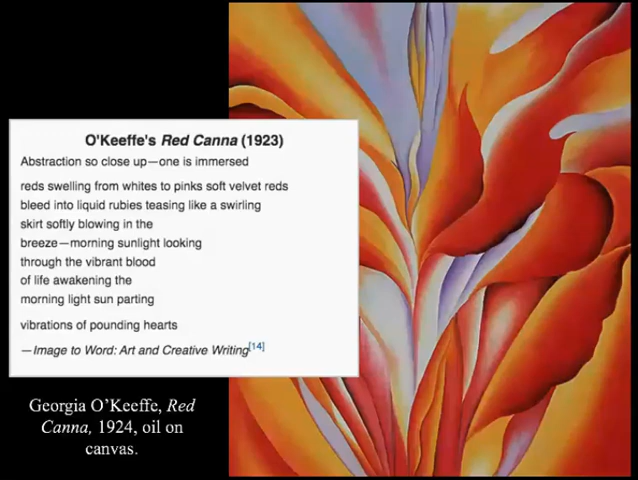 O'Keeffe's Red Canna (1923)
Abstraction so close up—one is immersed
reds swelling from whites to pinks soft velvet reds
bleed into liquid rubies teasing like a swirling
skirt softly blowing in the
breeze—morning sunlight looking
through the vibrant blood
of life awakening the
morning light sun parting
vibrations of pounding hearts
—Image to Word: Art and Creative Writing[14]
Georgia O'Keeffe, Red
Canna, 1924, oil on
canvas.